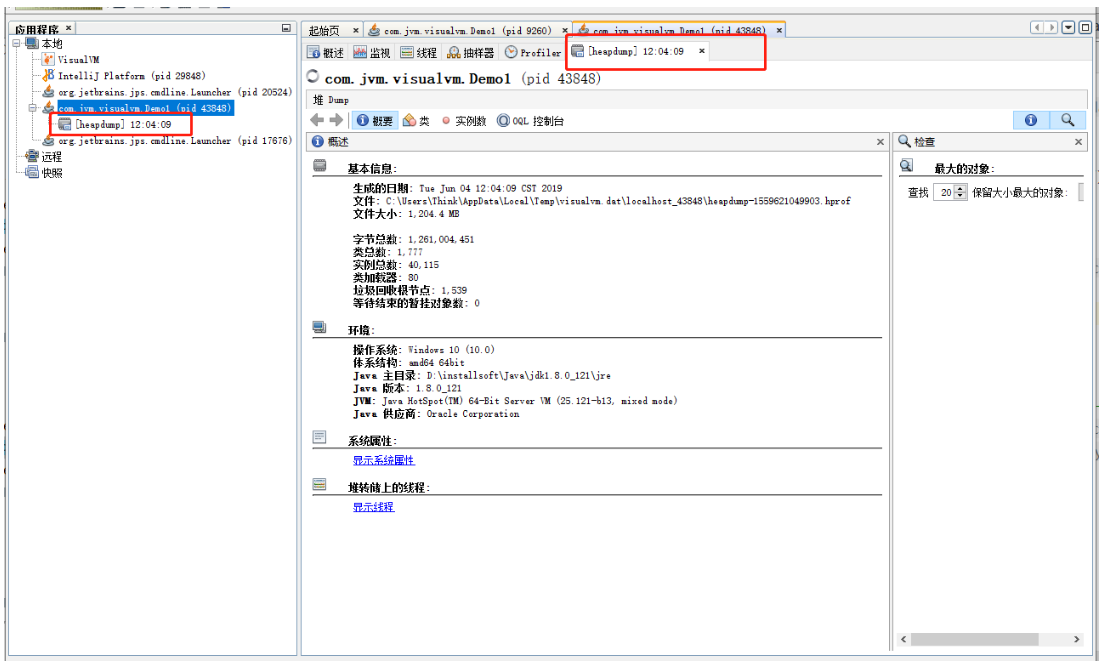 应用程序 ×
本地
VisualVM
IntelliJ Platform (pid 29848)
org.jetbrains.jps.cmdline.Launcher (pid 20524)
com.jvm.visualvm.Demo1 (pid 43848)
[heapdump] 12:04:09
org.jetbrains.jps.cmdline.Launcher (pid 17676)
远程
快照
起始页 × com.jvm.visualvm.Demo1 (pid 9260) × com.jvm.visualvm.Demo1 (pid 43848) ×
概述 监视 线程 抽样器 Profiler [heapdump] 12:04:09 ×
com.jvm.visualvm.Demo1 (pid 43848)
堆 Dump
概要 类 实例数 OQL 控制台
概述 ×
基本信息:
生成的日期: Tue Jun 04 12:04:09 CST 2019
文件: C:\Users\Think\AppData\Local\Temp\visualvm.dat\localhost_43848\heapdump-1559621049903.hprof
文件大小: 1,204.4 MB
字节总数: 1,261,004,451
类总数: 1,777
实例总数: 40,115
类加载器: 80
垃圾回收根节点: 1,539
等待结束的暂挂对象数: 0
环境:
操作系统: Windows 10 (10.0)
体系结构: amd64 64bit
Java 主目录: D:\installsoft\Java\jdk1.8.0_121\jre
Java 版本: 1.8.0_121
JVM: Java HotSpot(TM) 64-Bit Server VM (25.121-b13, mixed mode)
Java 供应商: Oracle Corporation
系统属性:
显示系统属性
堆转储上的线程:
显示线程
检查 ×
最大的对象:
查找 20 保留大小最大的对象: